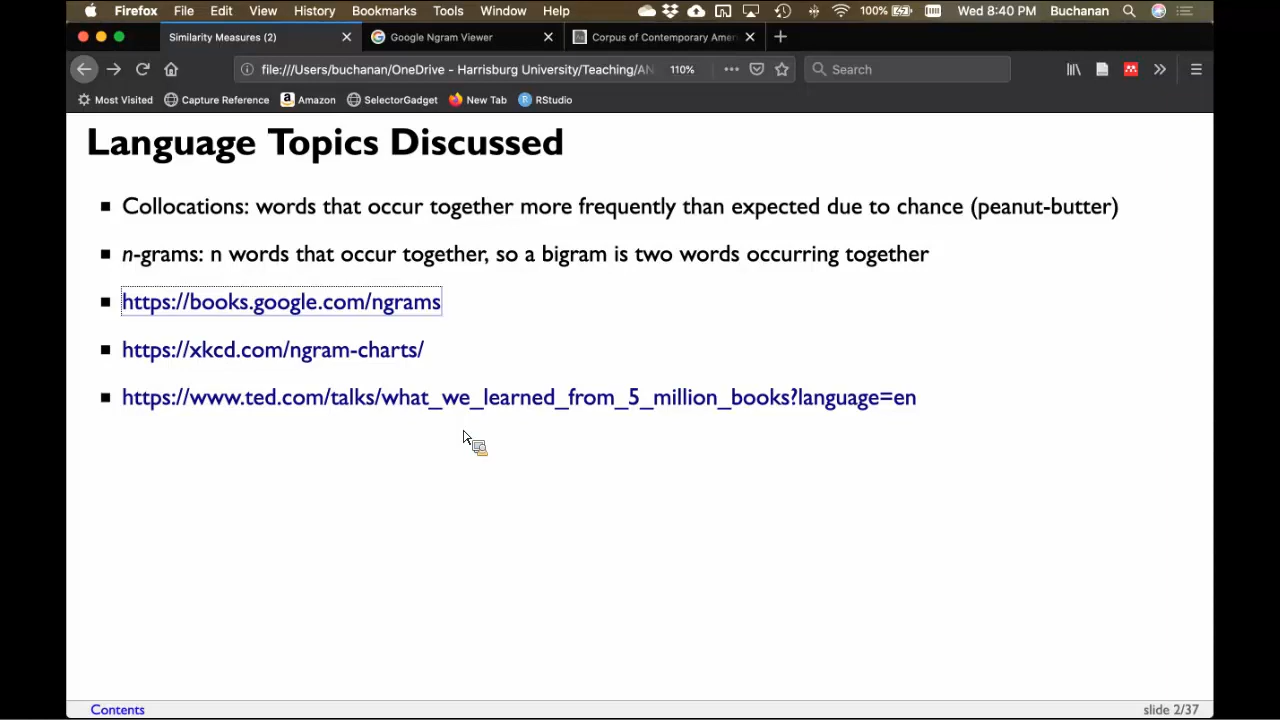 Firefox File Edit View History Bookmarks Tools Window Help 100% Wed 8:40 PM Buchanan
Similarity Measures (2) Google Ngram Viewer Corpus of Contemporary Amer
file:///Users/buchanan/OneDrive - Harrisburg University/Teaching/AN 110% Search
Most Visited Capture Reference Amazon SelectorGadget New Tab RStudio
Language Topics Discussed
Collocations: words that occur together more frequently than expected due to chance (peanut-butter)
n-grams: n words that occur together, so a bigram is two words occurring together
https://books.google.com/ngrams
https://xkcd.com/ngram-charts/
https://www.ted.com/talks/what_we_learned_from_5_million_books?language=en
Contents slide 2/37